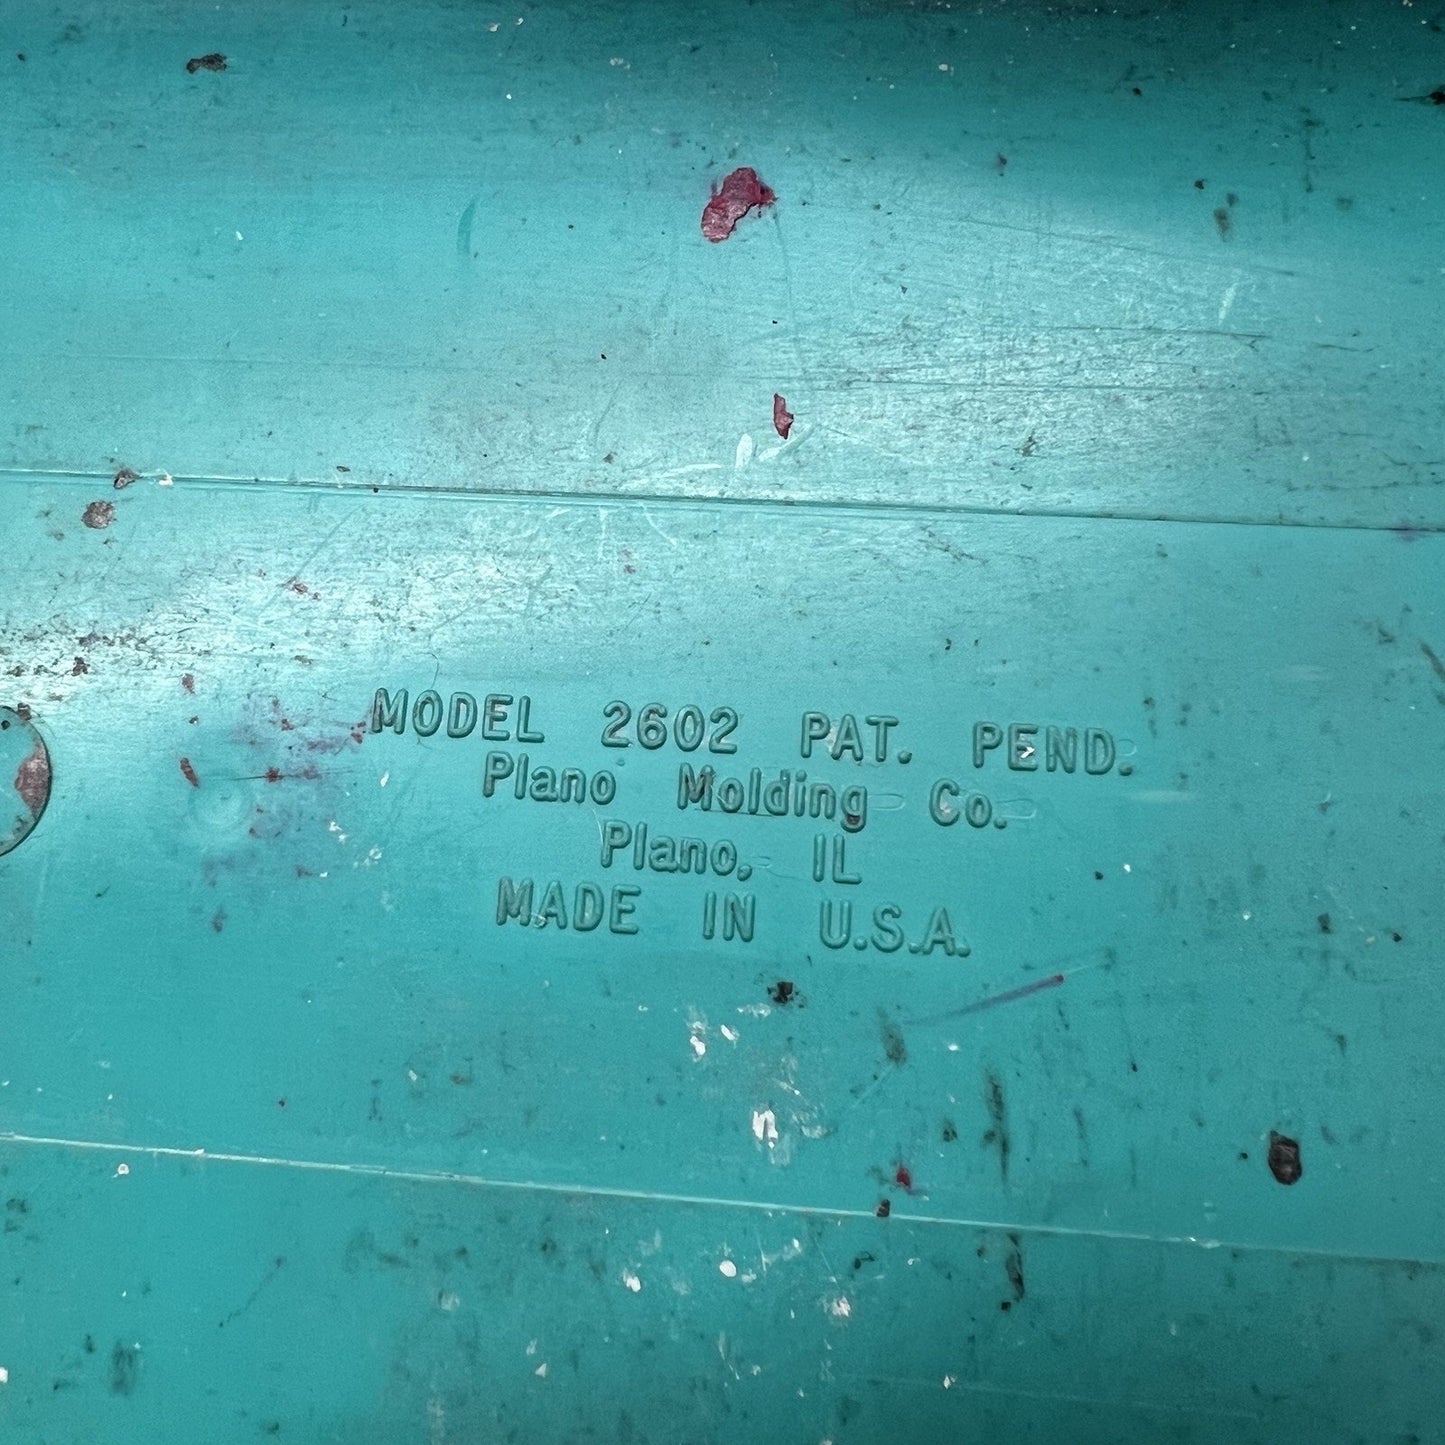 MODEL 2602 PAT. PEND.
Plano Molding Co.
Plano, IL
MADE IN U.S.A.